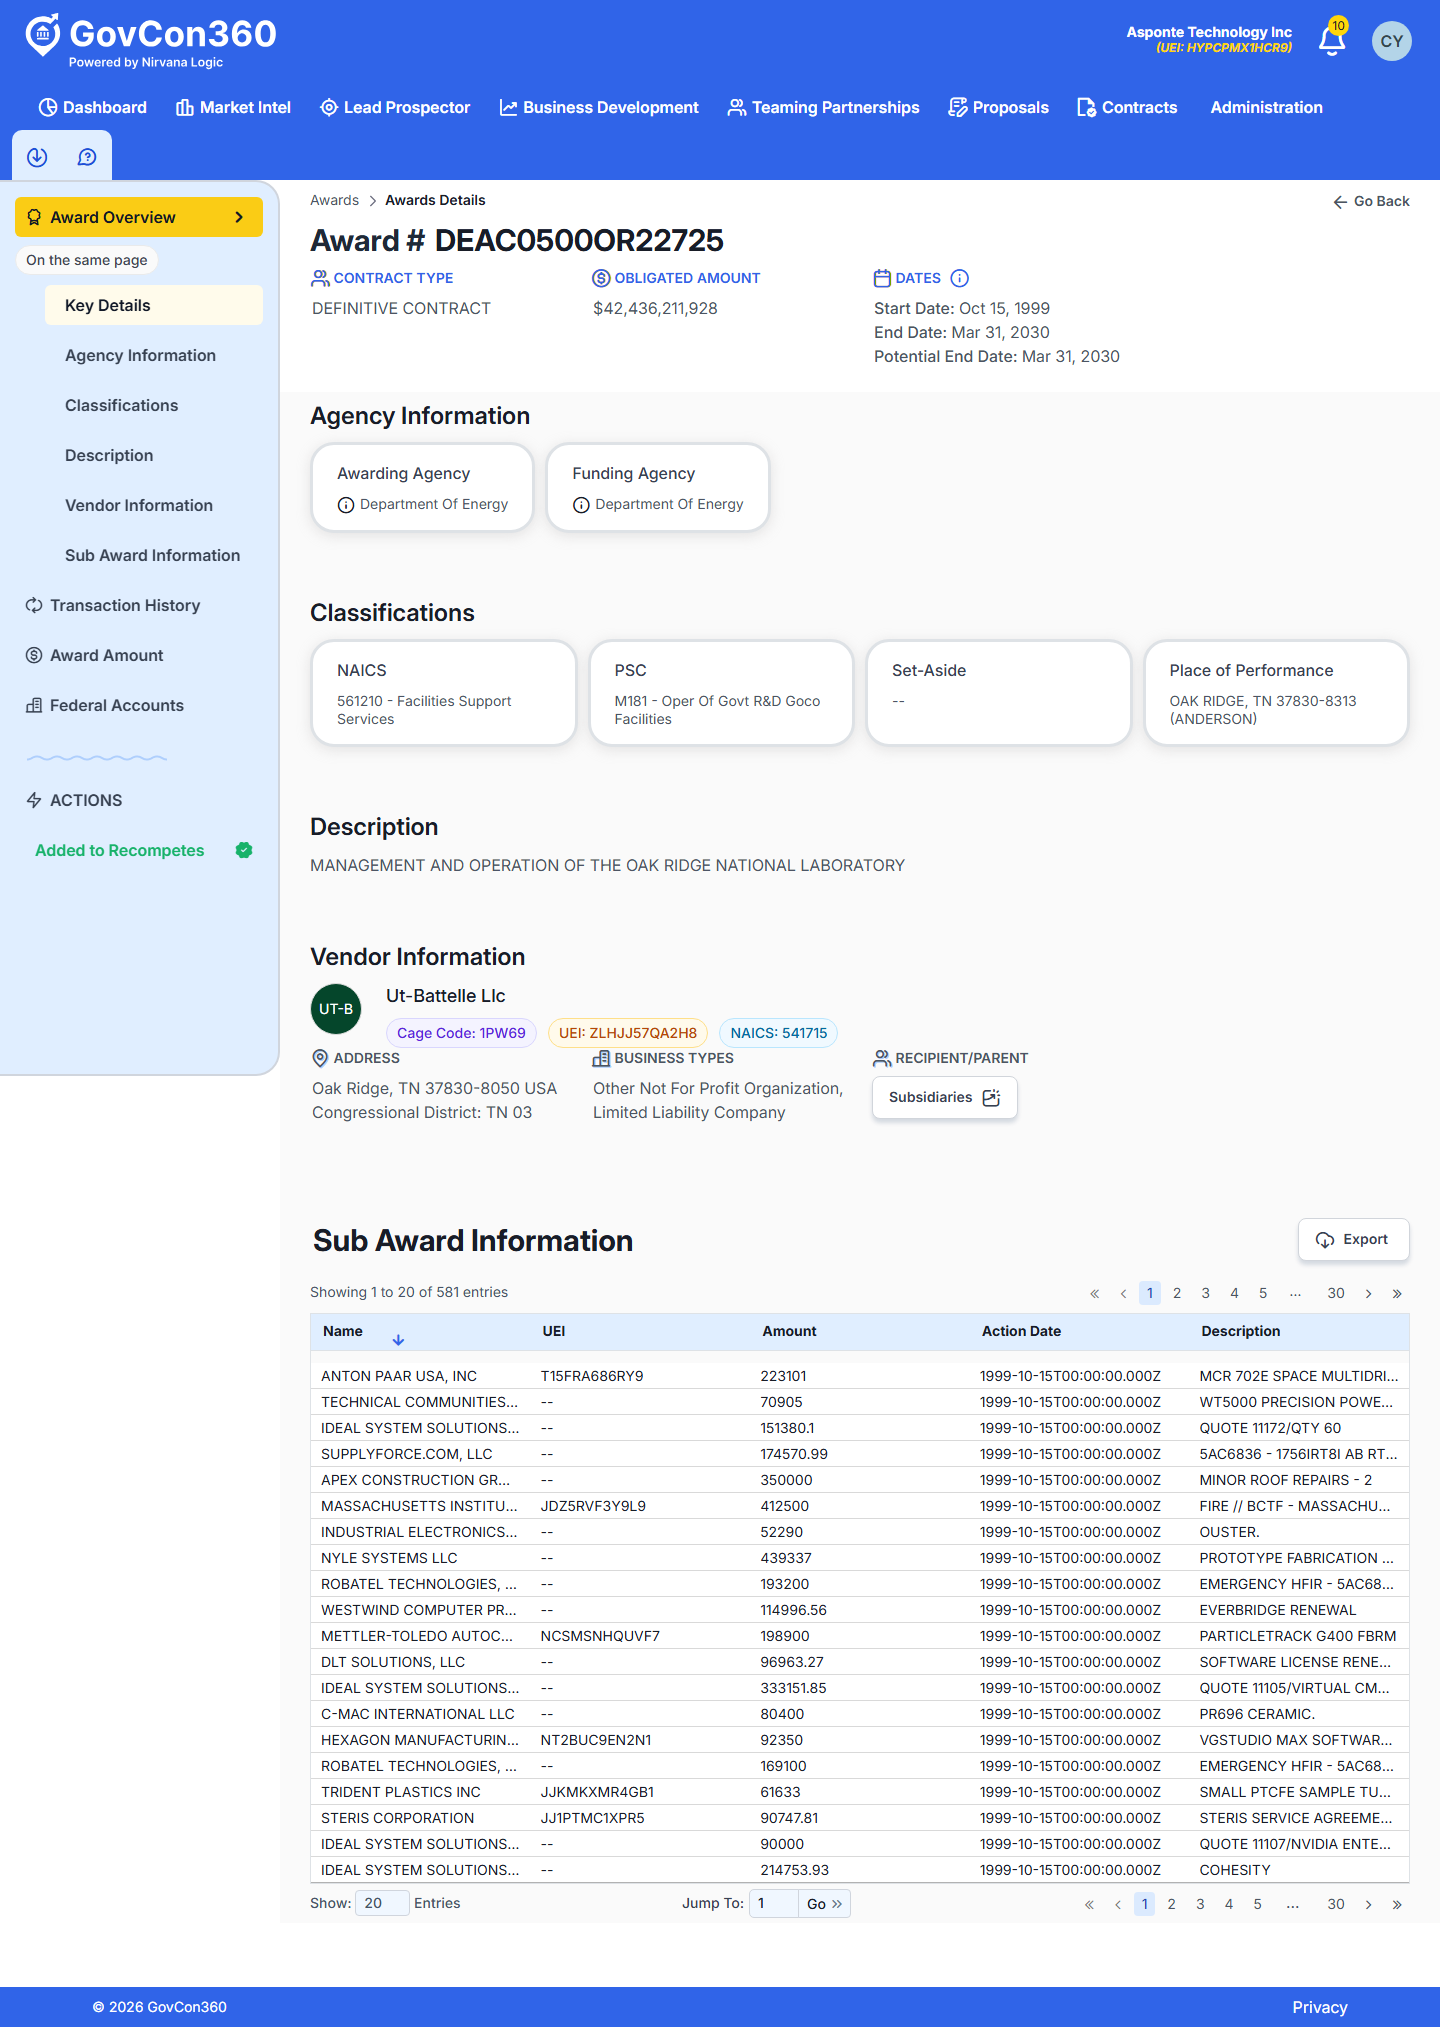 GovCon360
Powered by Nirvana Logic
Asponte Technology Inc
(UEI: HYPCPMX1HCR9)
10
CY
Dashboard
Market Intel
Lead Prospector
Business Development
Teaming Partnerships
Proposals
Contracts
Administration
Award Overview
On the same page
Key Details
Agency Information
Classifications
Description
Vendor Information
Sub Award Information
Transaction History
Award Amount
Federal Accounts
ACTIONS
Added to Recompetes
Awards > Awards Details
Go Back
Award # DEAC0500OR22725
CONTRACT TYPE
DEFINITIVE CONTRACT
OBLIGATED AMOUNT
$42,436,211,928
DATES
Start Date: Oct 15, 1999
End Date: Mar 31, 2030
Potential End Date: Mar 31, 2030
Agency Information
Awarding Agency
Department Of Energy
Funding Agency
Department Of Energy
Classifications
NAICS
561210 - Facilities Support
Services
PSC
M181 - Oper Of Govt R&D Goco
Facilities
Set-Aside
--
Place of Performance
OAK RIDGE, TN 37830-8313
(ANDERSON)
Description
MANAGEMENT AND OPERATION OF THE OAK RIDGE NATIONAL LABORATORY
Vendor Information
UT-B
Ut-Battelle Llc
Cage Code: 1PW69
UEI: ZLHJJ57QA2H8
NAICS: 541715
ADDRESS
Oak Ridge, TN 37830-8050 USA
Congressional District: TN 03
BUSINESS TYPES
Other Not For Profit Organization,
Limited Liability Company
RECIPIENT/PARENT
Subsidiaries
Sub Award Information
Export
Showing 1 to 20 of 581 entries
« ‹ 1 2 3 4 5 ... 30 › »
Name UEI Amount Action Date Description
ANTON PAAR USA, INC T15FRA686RY9 223101 1999-10-15T00:00:00.000Z MCR 702E SPACE MULTIDRI...
TECHNICAL COMMUNITIES... -- 70905 1999-10-15T00:00:00.000Z WT5000 PRECISION POWE...
IDEAL SYSTEM SOLUTIONS... -- 151380.1 1999-10-15T00:00:00.000Z QUOTE 11172/QTY 60
SUPPLYFORCE.COM, LLC -- 174570.99 1999-10-15T00:00:00.000Z 5AC6836 - 1756IRT8I AB RT...
APEX CONSTRUCTION GR... -- 350000 1999-10-15T00:00:00.000Z MINOR ROOF REPAIRS - 2
MASSACHUSETTS INSTITU... JDZ5RVF3Y9L9 412500 1999-10-15T00:00:00.000Z FIRE // BCTF - MASSACHU...
INDUSTRIAL ELECTRONICS... -- 52290 1999-10-15T00:00:00.000Z OUSTER.
NYLE SYSTEMS LLC -- 439337 1999-10-15T00:00:00.000Z PROTOTYPE FABRICATION ...
ROBATEL TECHNOLOGIES, ... -- 193200 1999-10-15T00:00:00.000Z EMERGENCY HFIR - 5AC68...
WESTWIND COMPUTER PR... -- 114996.56 1999-10-15T00:00:00.000Z EVERBRIDGE RENEWAL
METTLER-TOLEDO AUTOC... NCSMSNHQUVF7 198900 1999-10-15T00:00:00.000Z PARTICLETRACK G400 FBRM
DLT SOLUTIONS, LLC -- 96963.27 1999-10-15T00:00:00.000Z SOFTWARE LICENSE RENE...
IDEAL SYSTEM SOLUTIONS... -- 333151.85 1999-10-15T00:00:00.000Z QUOTE 11105/VIRTUAL CM...
C-MAC INTERNATIONAL LLC -- 80400 1999-10-15T00:00:00.000Z PR696 CERAMIC.
HEXAGON MANUFACTURIN... NT2BUC9EN2N1 92350 1999-10-15T00:00:00.000Z VGSTUDIO MAX SOFTWAR...
ROBATEL TECHNOLOGIES, ... -- 169100 1999-10-15T00:00:00.000Z EMERGENCY HFIR - 5AC68...
TRIDENT PLASTICS INC JJKMKXMR4GB1 61633 1999-10-15T00:00:00.000Z SMALL PTCFE SAMPLE TU...
STERIS CORPORATION JJ1PTMC1XPR5 90747.81 1999-10-15T00:00:00.000Z STERIS SERVICE AGREEME...
IDEAL SYSTEM SOLUTIONS... -- 90000 1999-10-15T00:00:00.000Z QUOTE 11107/NVIDIA ENTE...
IDEAL SYSTEM SOLUTIONS... -- 214753.93 1999-10-15T00:00:00.000Z COHESITY
Show: 20 Entries
Jump To: 1 Go »
« ‹ 1 2 3 4 5 ... 30 › »
© 2026 GovCon360
Privacy